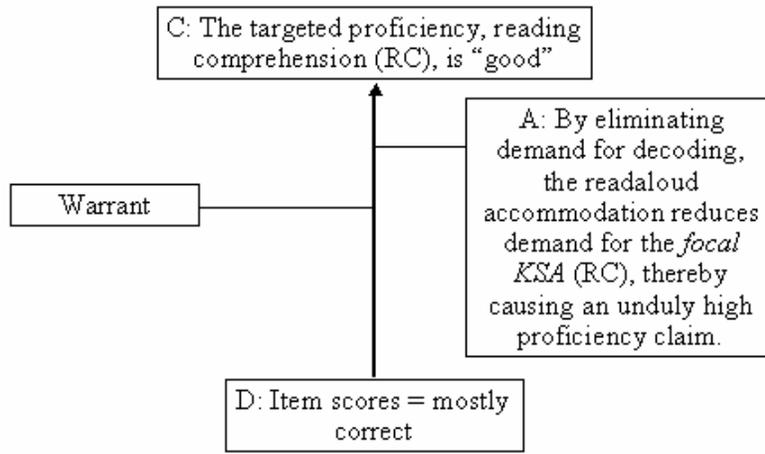 C: The targeted proficiency, reading
comprehension (RC), is “good”
A: By eliminating
demand for decoding,
the readaloud
accommodation reduces
demand for the focal
KSA (RC), thereby
causing an unduly high
proficiency claim.
Warrant
D: Item scores = mostly
correct